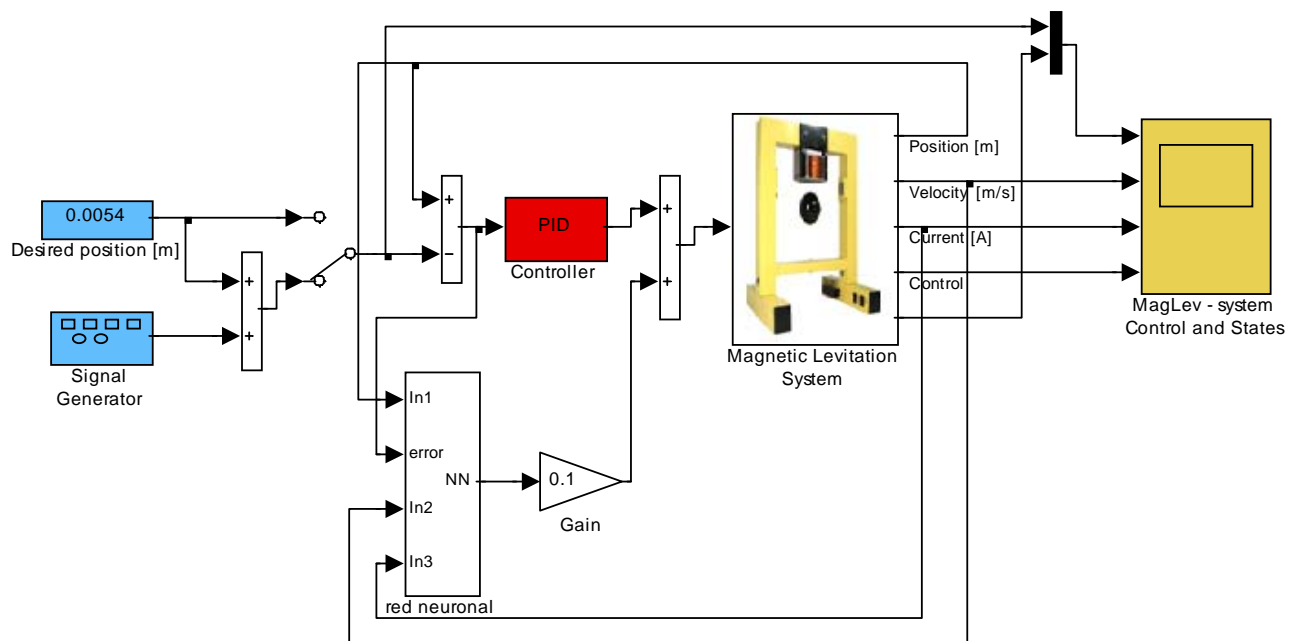 0.0054
Desired position [m]
+
+
Signal
Generator
+
−
PID
Controller
+
+
Position [m]
Velocity [m/s]
Current [A]
Control
Magnetic Levitation
System
MagLev - system
Control and States
In1
error
In2
In3
NN
red neuronal
0.1
Gain